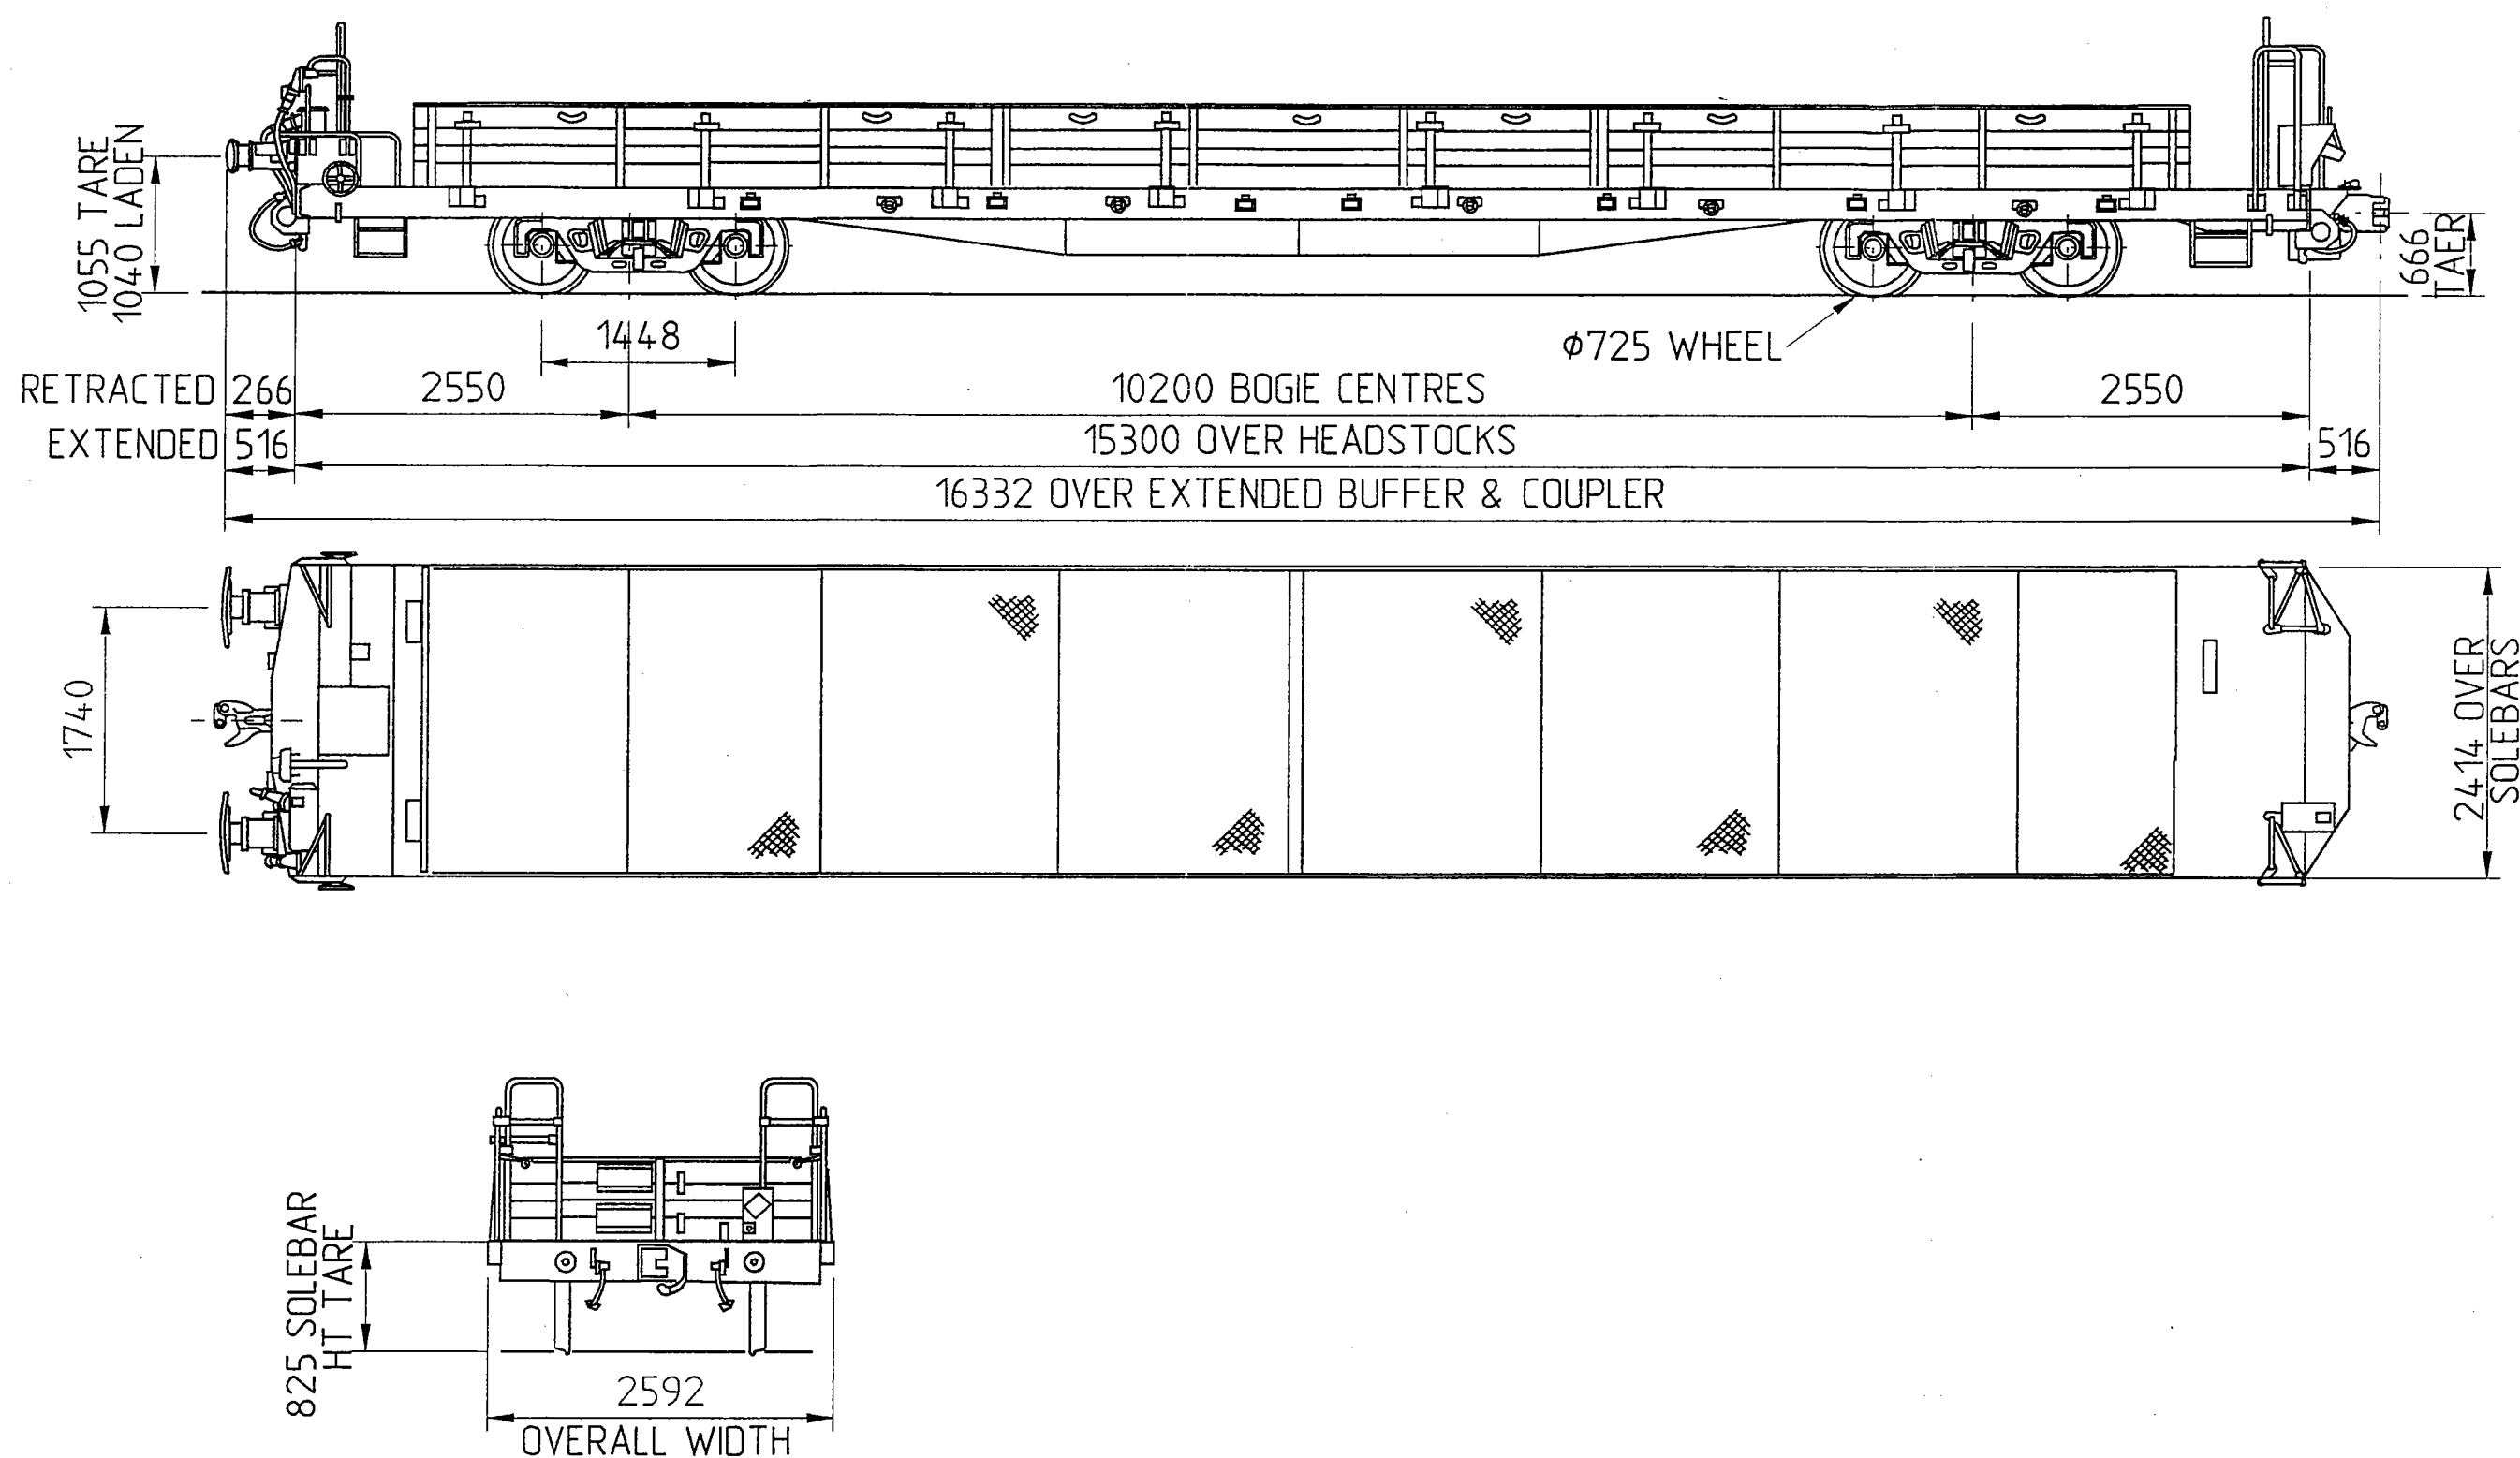 1055 TARE
1040 LADEN
666
TAER
1448
ϕ725 WHEEL
RETRACTED 266
2550
10200 BOGIE CENTRES
2550
EXTENDED 516
15300 OVER HEADSTOCKS
516
16332 OVER EXTENDED BUFFER & COUPLER
1740
2414 OVER
SOLEBARS
825 SOLEBAR
HT TARE
2592
OVERALL WIDTH